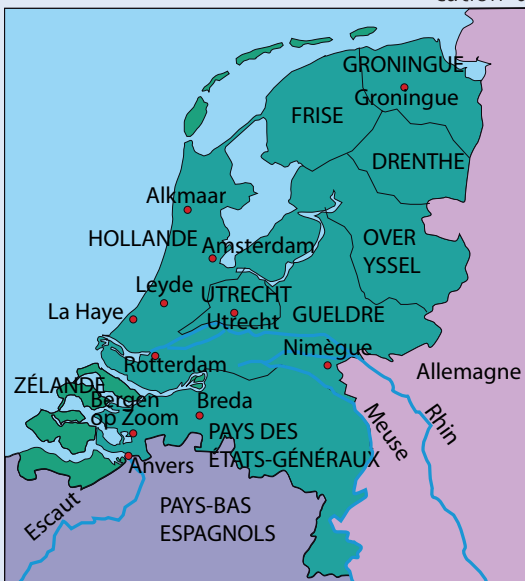 GRONINGUE
Groningue
FRISE
DRENTHE
Alkmaar
HOLLANDE
Amsterdam
OVER
YSSEL
Leyde
UTRECHT
Utrecht
GUELDRE
La Haye
Rotterdam
Nimègue
Allemagne
ZÉLANDE
Bergen
op Zoom
Breda
PAYS DES
ÉTATS-GÉNÉRAUX
Meuse
Rhin
Anvers
Escaut
PAYS-BAS
ESPAGNOLS